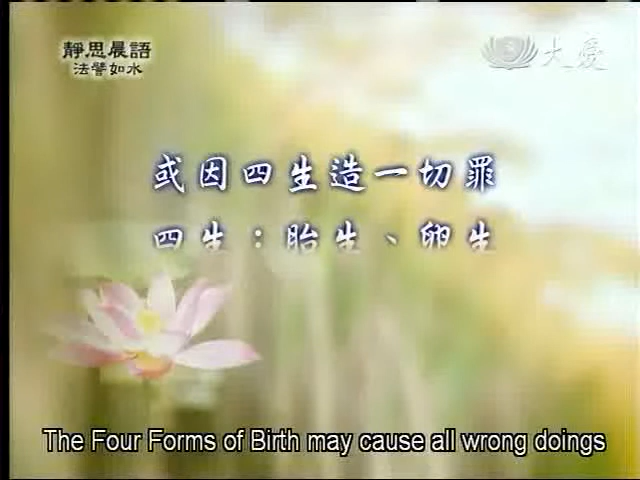 靜思晨語
法譬如水
大愛
或因四生造一切罪
四生：胎生、卵生
The Four Forms of Birth may cause all wrong doings